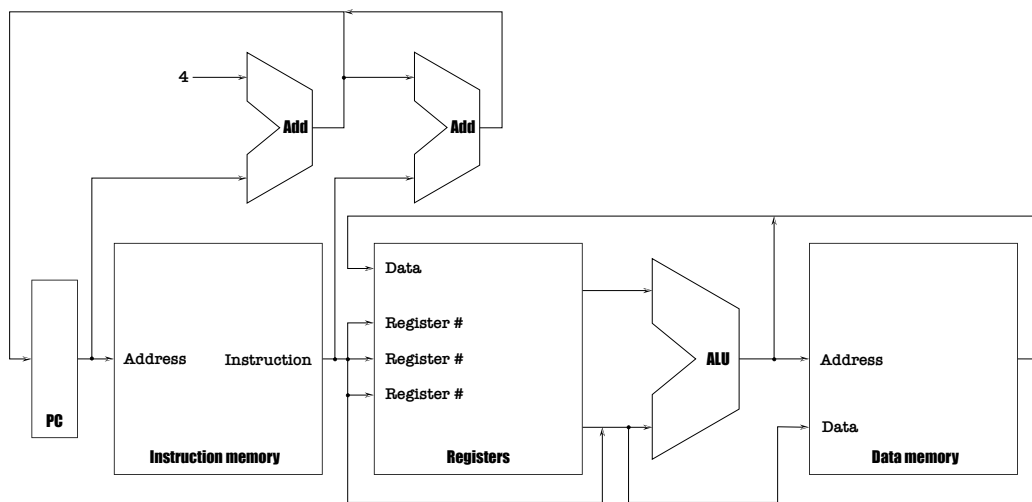 4
Add
Add
Data
Register #
Address
Instruction
Register #
ALU
Address
Register #
PC
Data
Instruction memory
Registers
Data memory